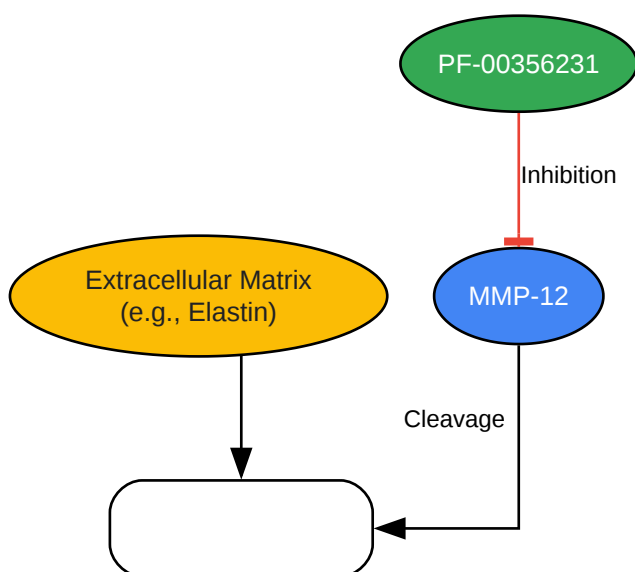 PF-00356231
Inhibition
Extracellular Matrix
(e.g., Elastin)
MMP-12
Cleavage